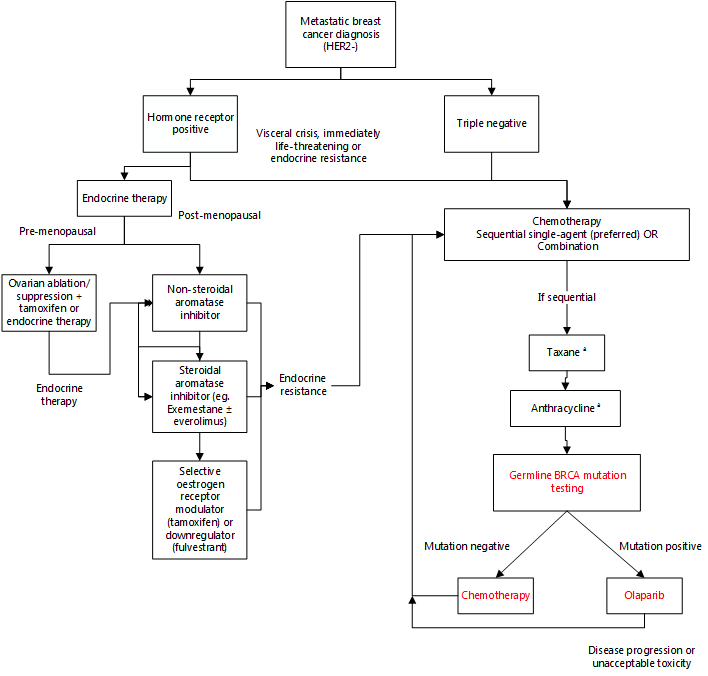 Metastatic breast
cancer diagnosis
(HER2-)
Hormone receptor
positive
Visceral crisis, immediately
life-threatening or
endocrine resistance
Triple negative
Endocrine therapy
Post-menopausal
Pre-menopausal
Chemotherapy
Sequential single-agent (preferred) OR
Combination
Ovarian ablation/
suppression +
tamoxifen or
endocrine therapy
Non-steroidal
aromatase
inhibitor
If sequential
Taxane a
Endocrine
therapy
Steroidal
aromatase
inhibitor (eg.
Exemestane ±
everolimus)
Endocrine
resistance
Anthracycline a
Selective
oestrogen
receptor
modulator
(tamoxifen) or
downregulator
(fulvestrant)
Germline BRCA mutation
testing
Mutation negative
Mutation positive
Chemotherapy
Olaparib
Disease progression or
unacceptable toxicity